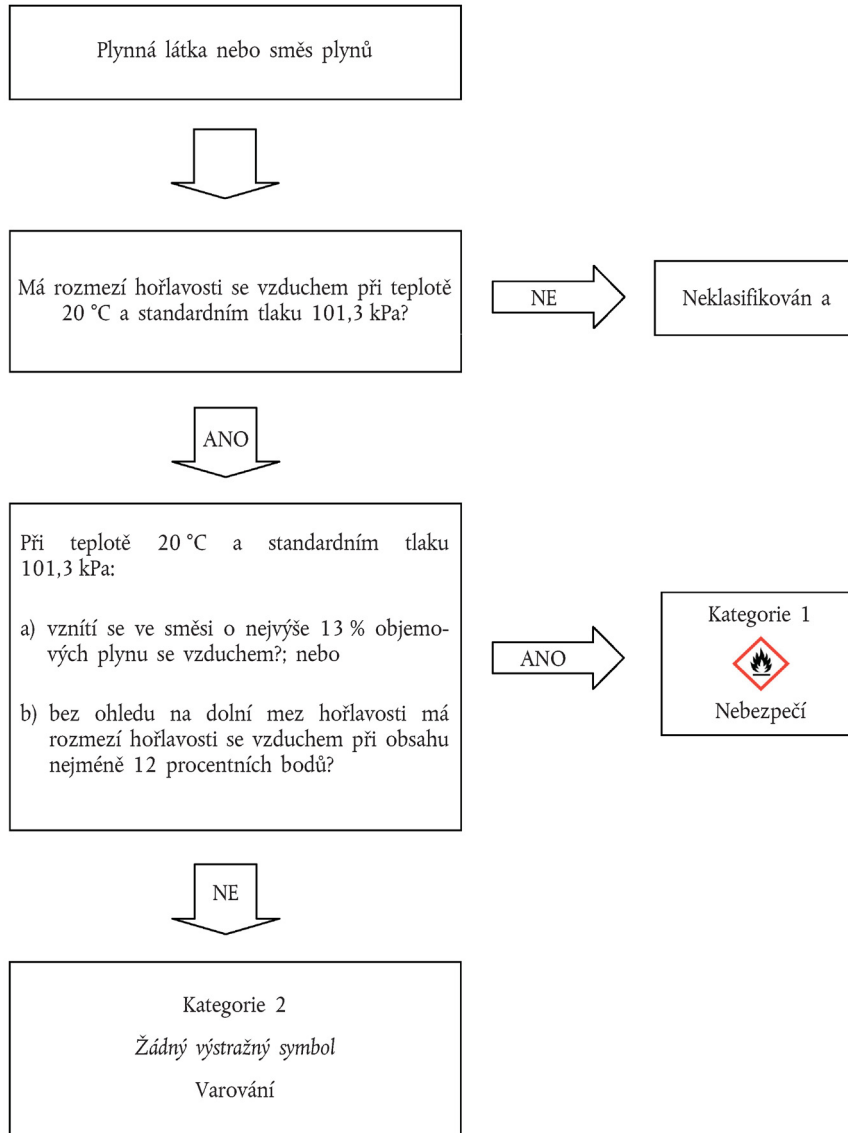 Plynná látka nebo směs plynů
Má rozmezí hořlavosti se vzduchem při teplotě
20 °C a standardním tlaku 101,3 kPa?
NE
Neklasifikován a
ANO
Při teplotě 20 °C a standardním tlaku
101,3 kPa:
a) vznítí se ve směsi o nejvýše 13 % objemo-
vých plynu se vzduchem?; nebo
b) bez ohledu na dolní mez hořlavosti má
rozmezí hořlavosti se vzduchem při obsahu
nejméně 12 procentních bodů?
ANO
Kategorie 1
Nebezpečí
NE
Kategorie 2
Žádný výstražný symbol
Varování